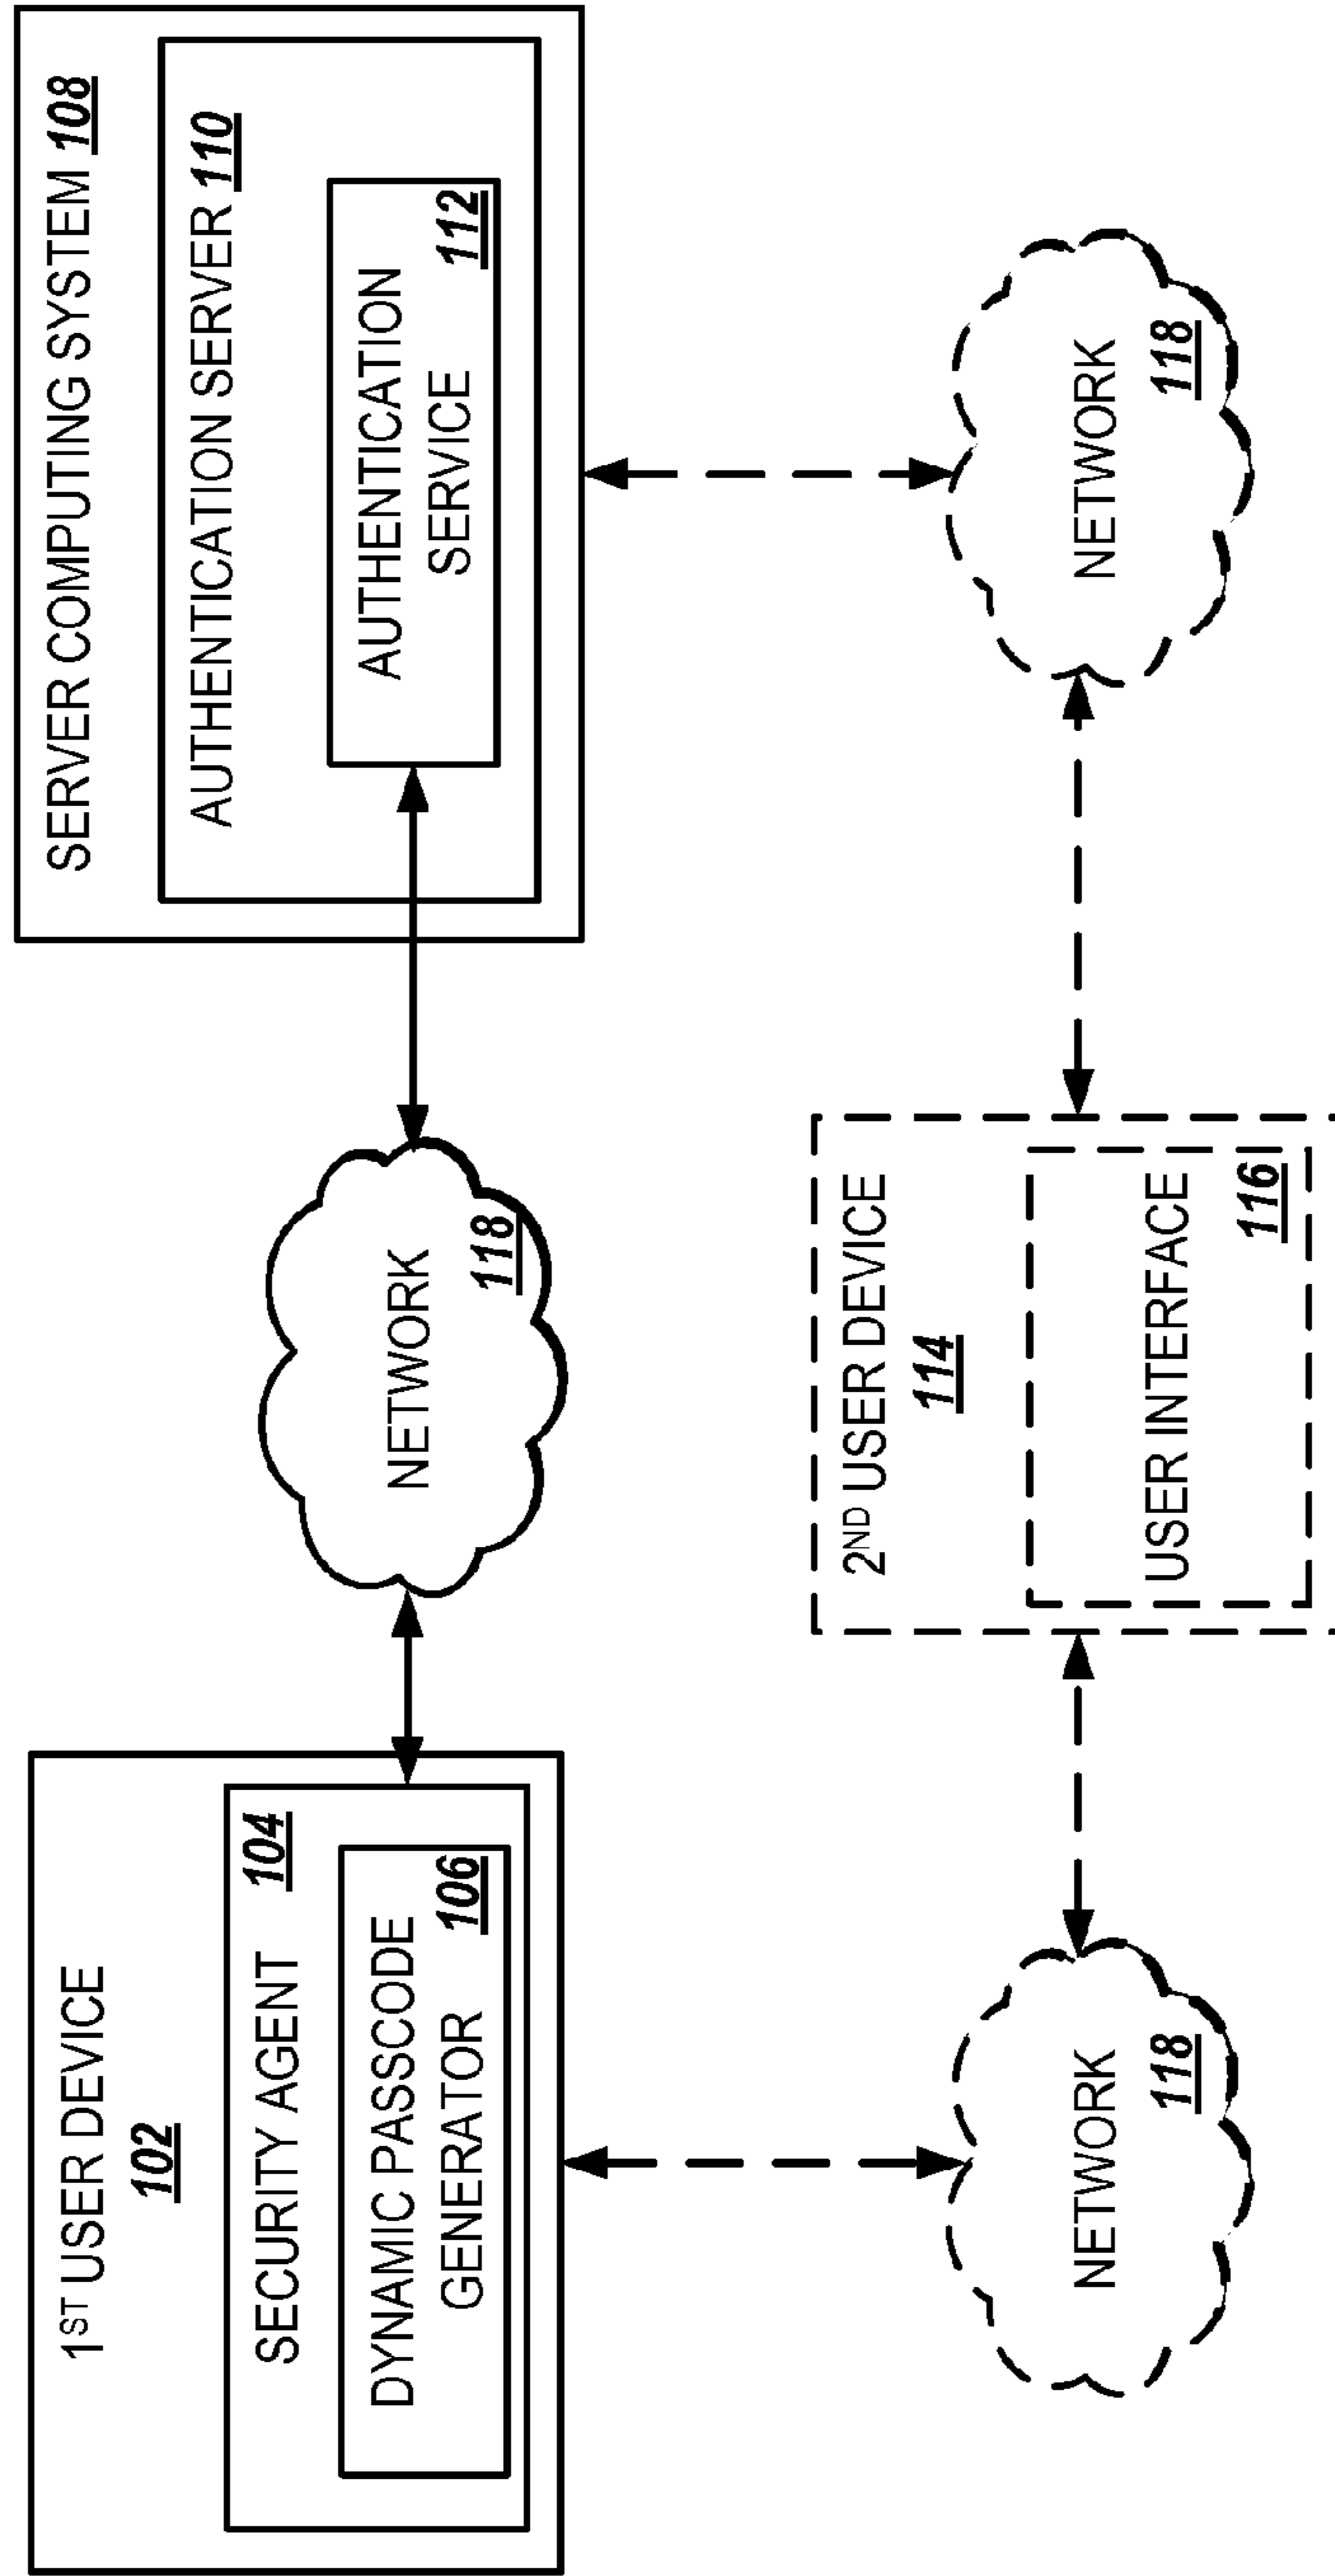 1ST USER DEVICE
102
SECURITY AGENT 104
DYNAMIC PASSCODE
GENERATOR 106
NETWORK
118
SERVER COMPUTING SYSTEM 108
AUTHENTICATION SERVER 110
AUTHENTICATION
SERVICE 112
NETWORK
118
2ND USER DEVICE
114
USER INTERFACE
116
NETWORK
118